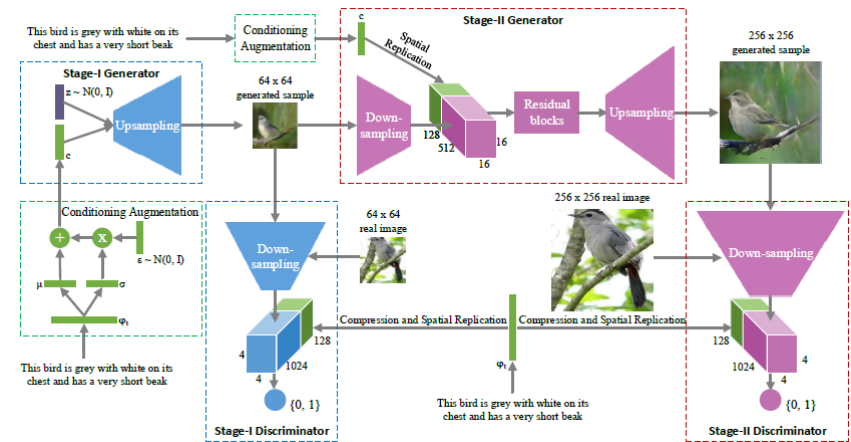 This bird is grey with white on its
chest and has a very short beak
Conditioning
Augmentation
c
Stage-II Generator
Spatial
Replication
256 x 256
generated sample
Stage-I Generator
z ~ N(0, I)
Upsampling
c
64 x 64
generated sample
Down-
sampling
128
512
16
16
Residual
blocks
Upsampling
Conditioning Augmentation
+
x
ε ~ N(0, I)
μ
σ
φt
This bird is grey with white on its
chest and has a very short beak
64 x 64
real image
Down-
sampling
4
4
1024
128
{0, 1}
Stage-I Discriminator
256 x 256 real image
Compression and Spatial Replication
φt
Compression and Spatial Replication
This bird is grey with white on its
chest and has a very short beak
Down-sampling
128
1024
4
4
{0, 1}
Stage-II Discriminator